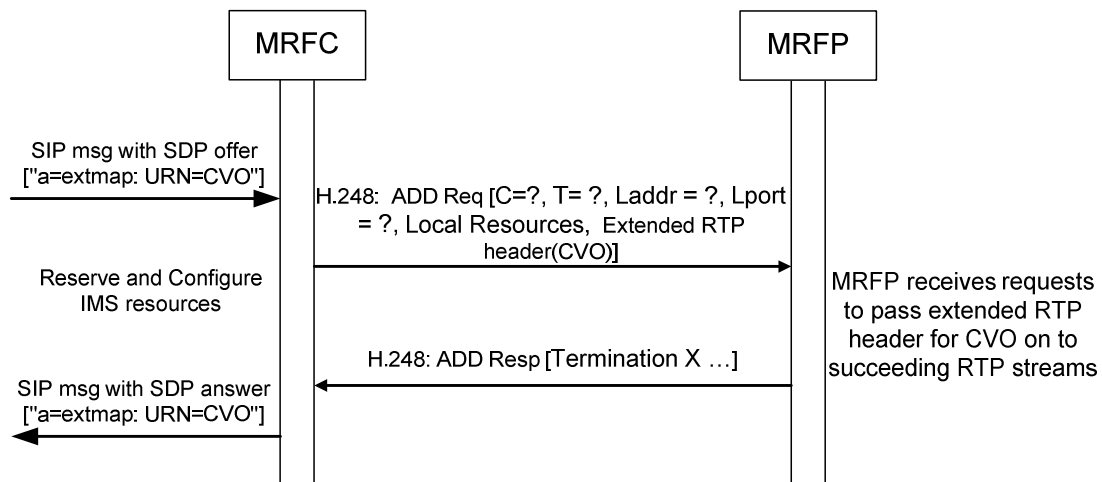 MRFC
MRFP
SIP msg with SDP offer
["a=extmap: URN=CVO"]
H.248: ADD Req [C=?, T= ?, Laddr = ?, Lport
= ?, Local Resources, Extended RTP
header(CVO)]
Reserve and Configure
IMS resources
MRFP receives requests
to pass extended RTP
header for CVO on to
succeeding RTP streams
H.248: ADD Resp [Termination X …]
SIP msg with SDP answer
["a=extmap: URN=CVO"]